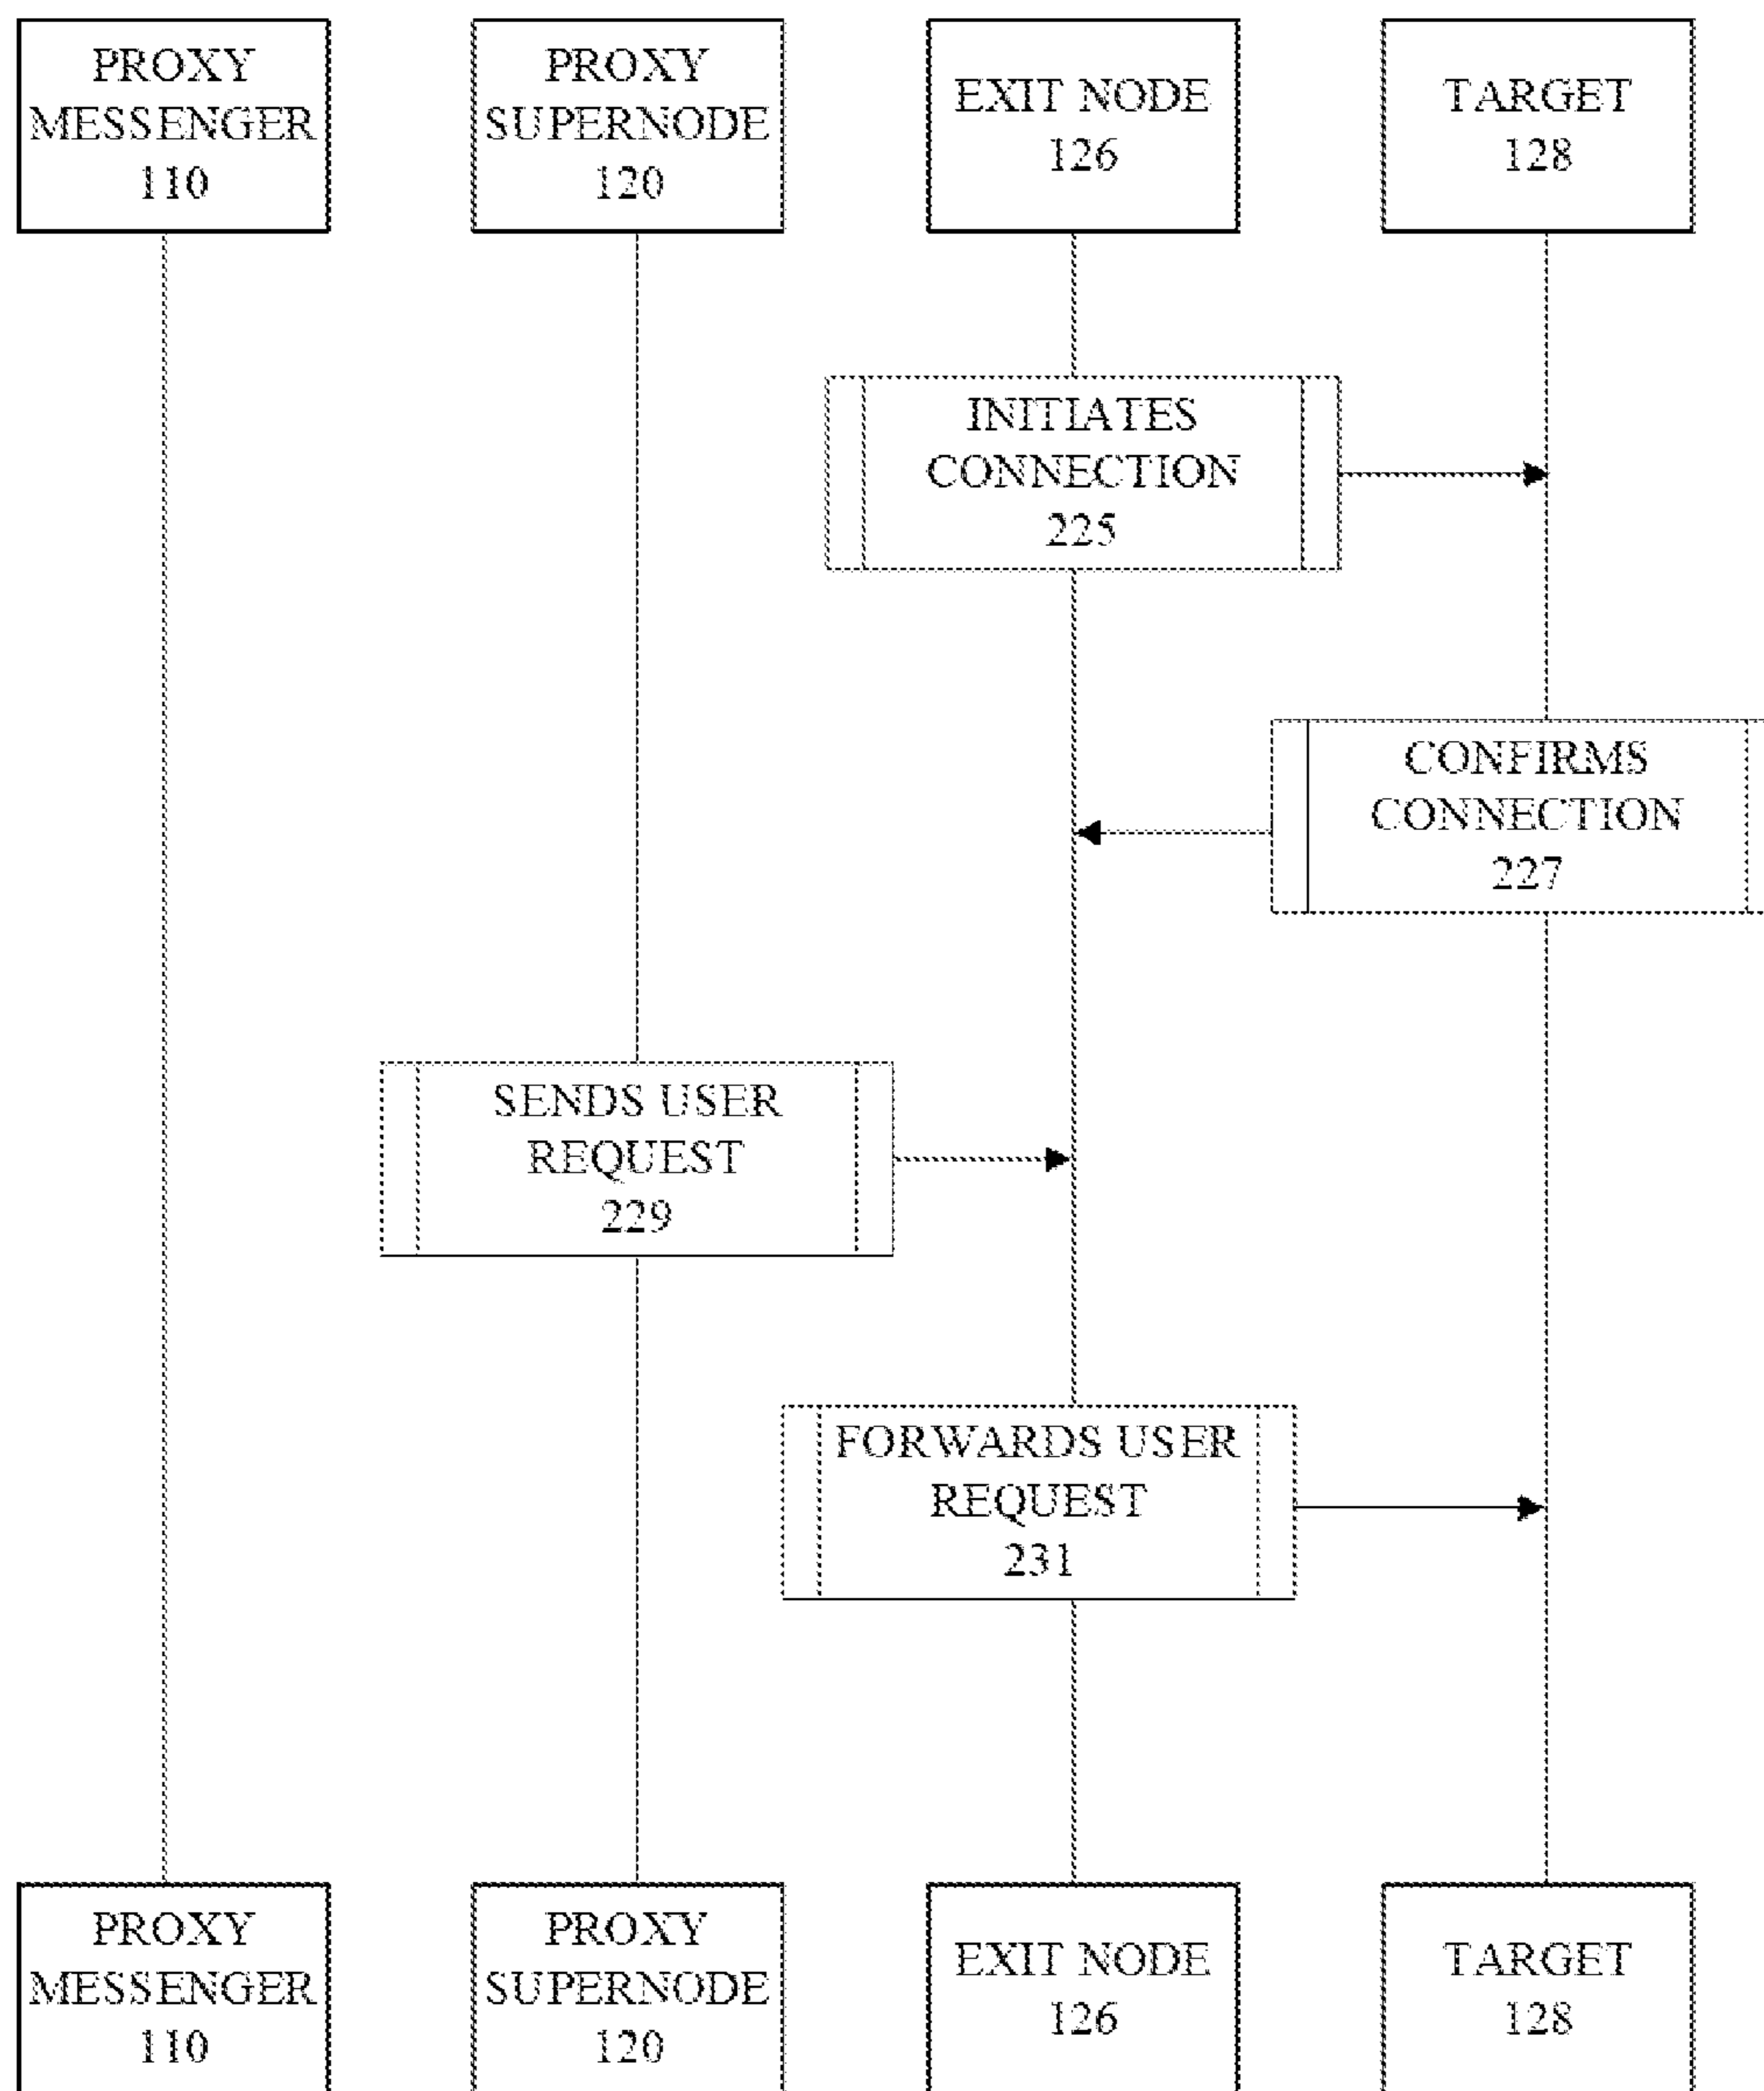 PROXY
MESSENGER
110
PROXY
SUPERNODE
120
EXIT NODE
126
TARGET
128
INITIATES
CONNECTION
225
CONFIRMS
CONNECTION
227
SENDS USER
REQUEST
229
FORWARDS USER
REQUEST
231
PROXY
MESSENGER
110
PROXY
SUPERNODE
120
EXIT NODE
126
TARGET
128